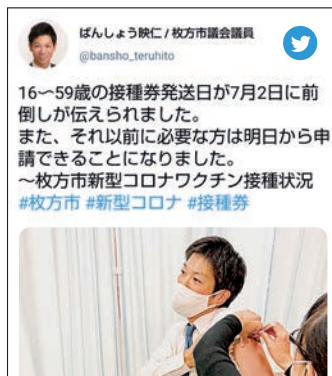 ばんしょう映仁/枚方市議会議員
@bansho_teruhito
16〜59歳の接種券発送日が7月2日に前
倒しが伝えられました。
また、それ以前に必要な方は明日から申
請できることになりました。
〜枚方市新型コロナワクチン接種状況
#枚方市 #新型コロナ #接種券